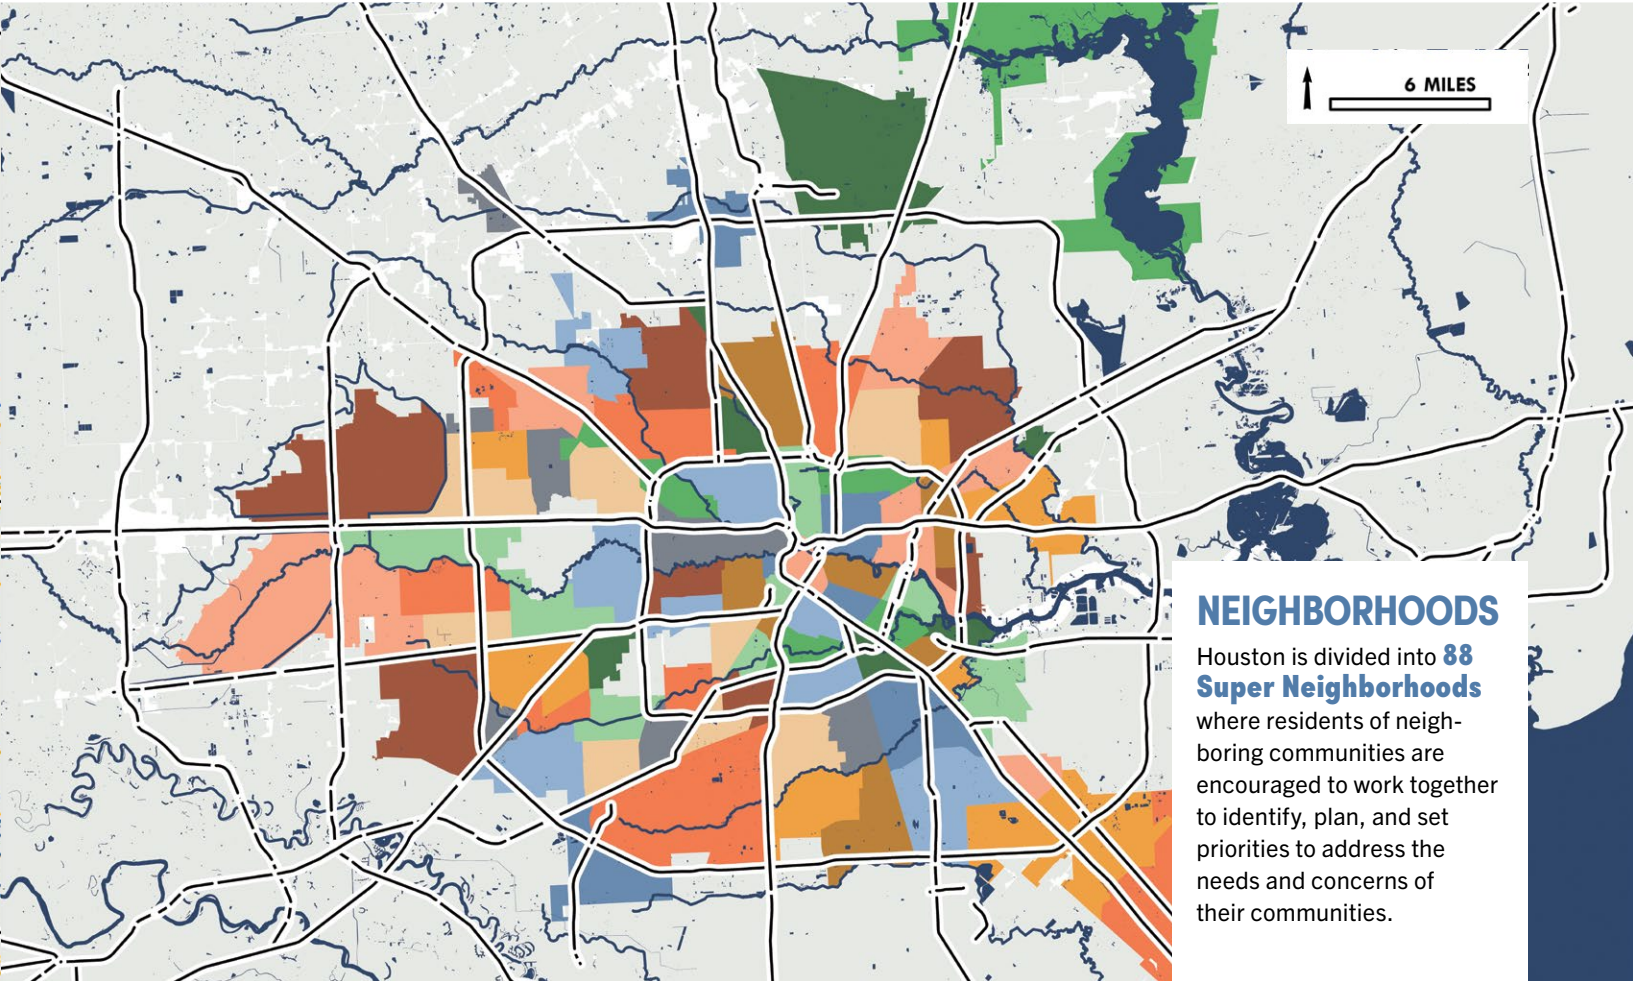 6 MILES
NEIGHBORHOODS
Houston is divided into 88
Super Neighborhoods
where residents of neigh-
boring communities are
encouraged to work together
to identify, plan, and set
priorities to address the
needs and concerns of
their communities.